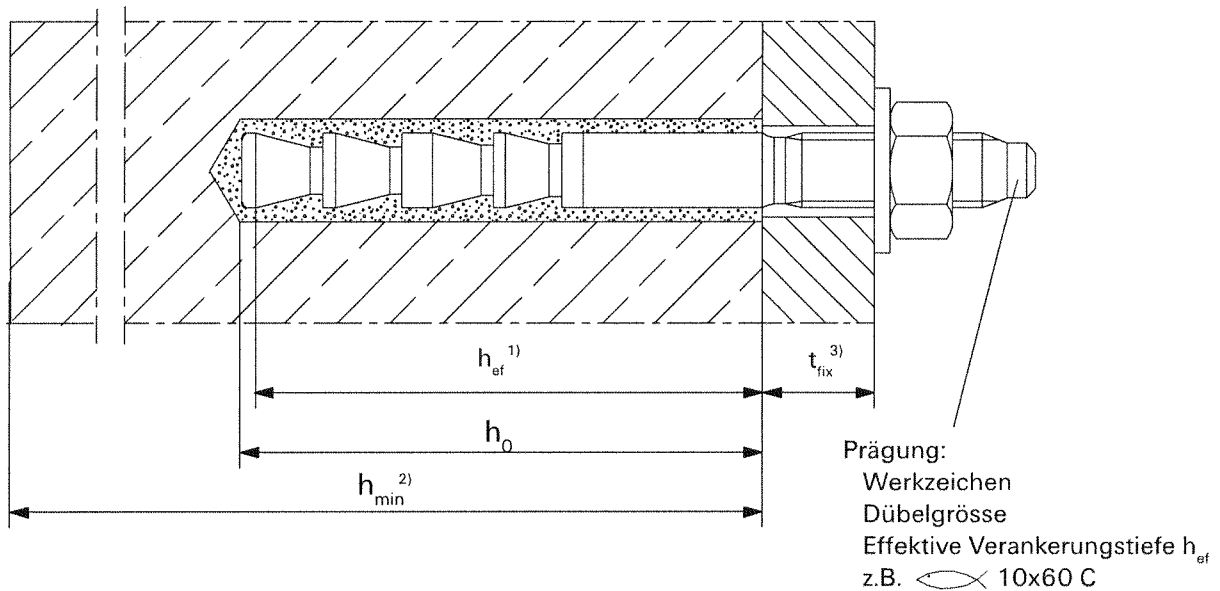 h_ef 1)
t_fix 3)
h_0
h_min 2)
Prägung:
Werkzeichen
Dübelgrösse
Effektive Verankerungstiefe h_ef
z.B. 10x60 C